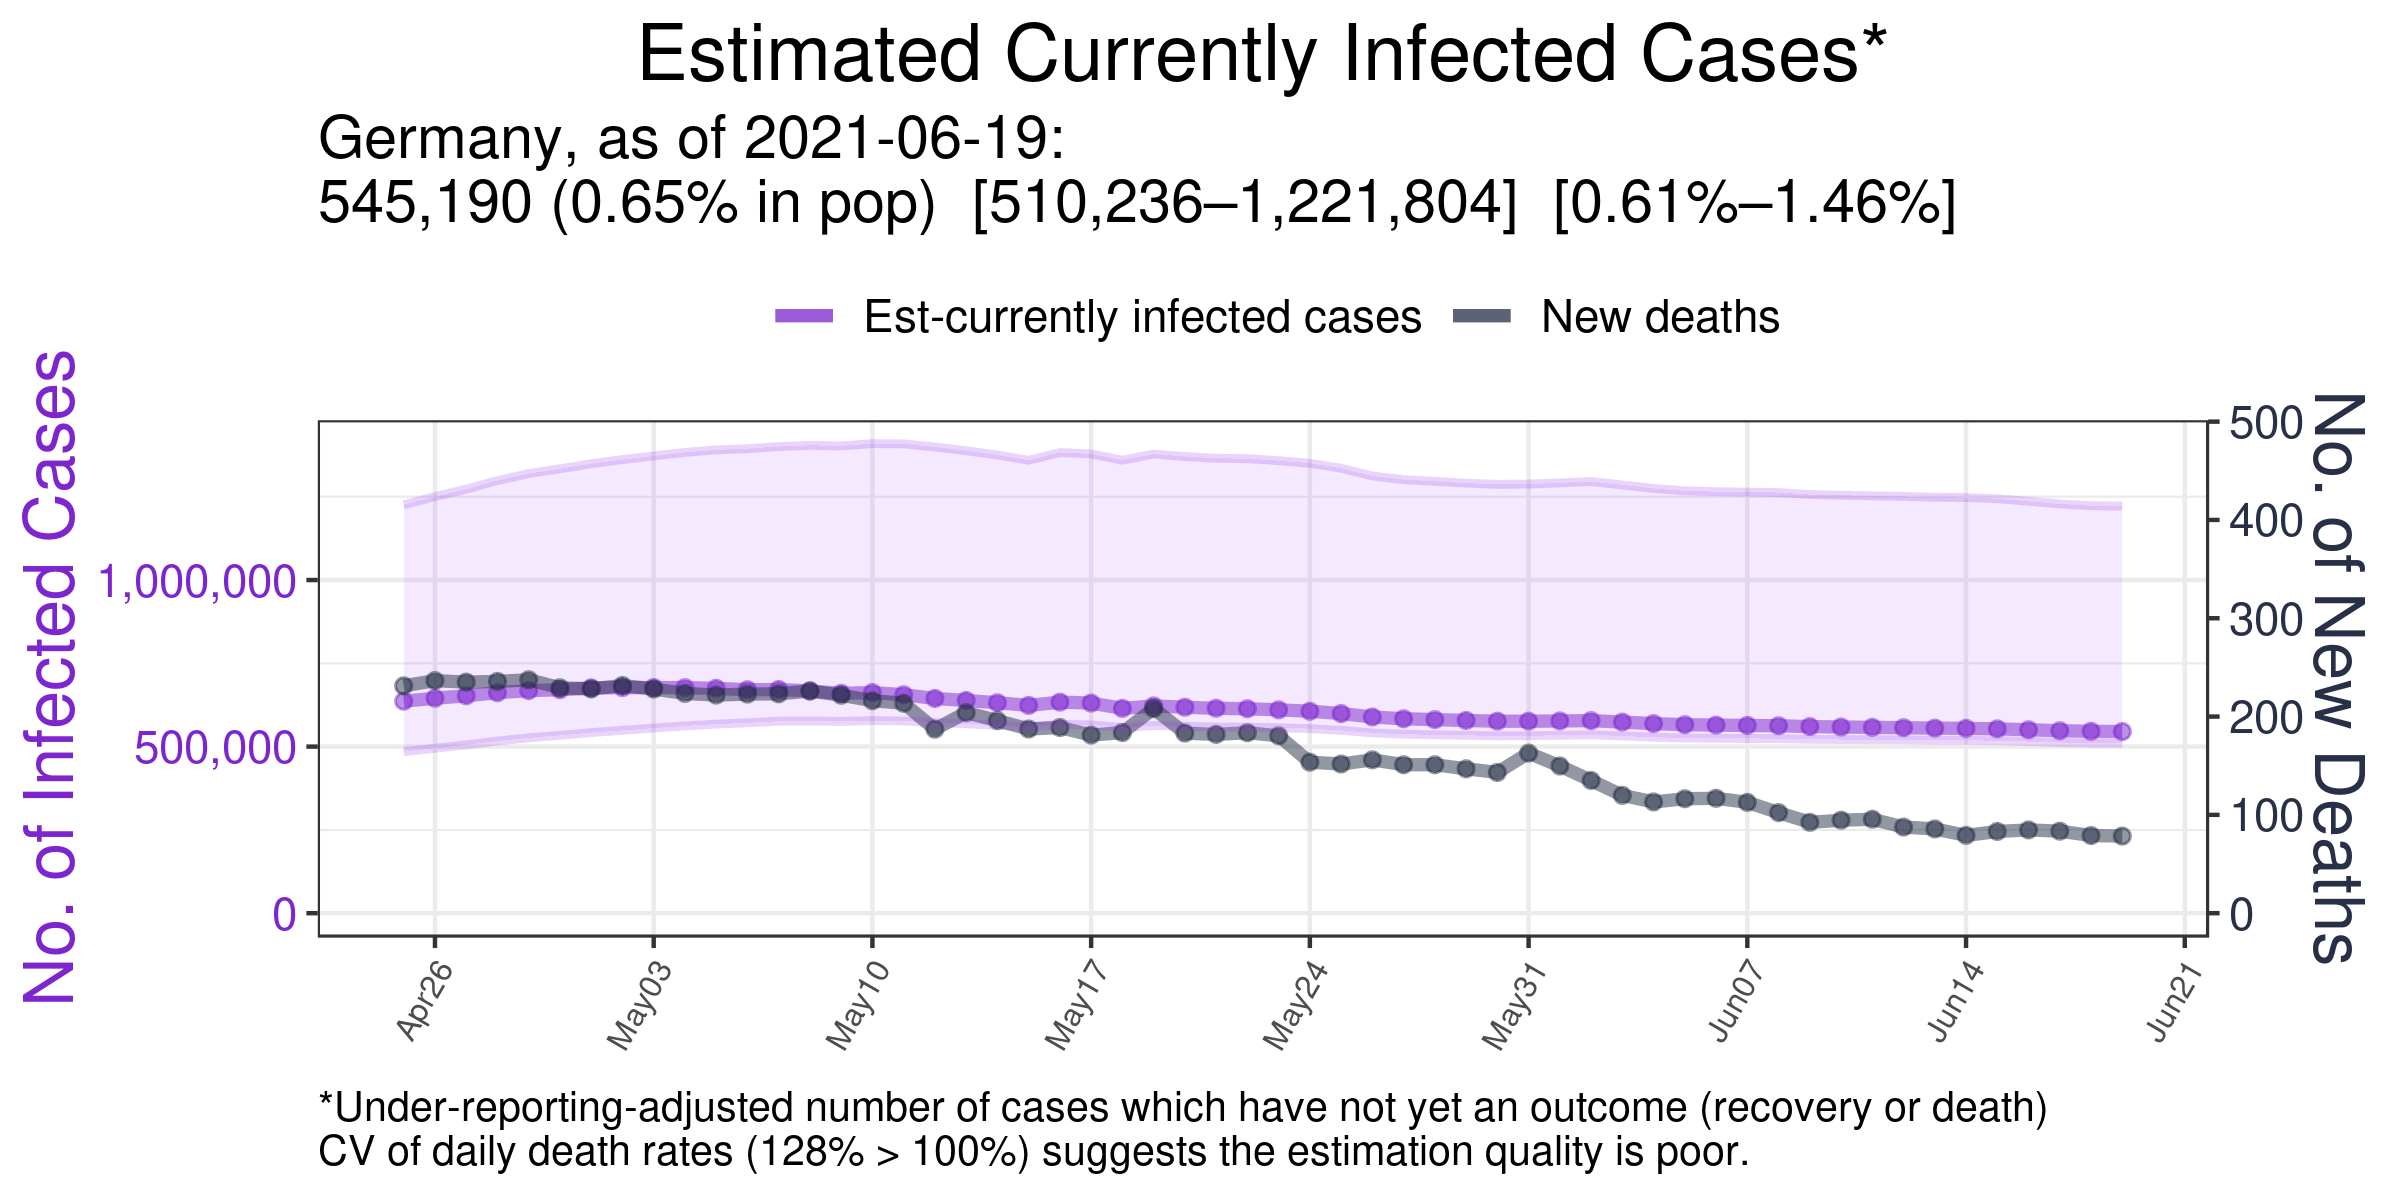 Estimated Currently Infected Cases*
Germany, as of 2021-06-19:
545,190 (0.65% in pop)  [510,236–1,221,804]  [0.61%–1.46%]
Est-currently infected cases
New deaths
No. of Infected Cases
1,000,000
500,000
0
500
400
300
200
100
0
No. of New Deaths
Apr26
May03
May10
May17
May24
May31
Jun07
Jun14
Jun21
*Under-reporting-adjusted number of cases which have not yet an outcome (recovery or death)
CV of daily death rates (128% > 100%) suggests the estimation quality is poor.